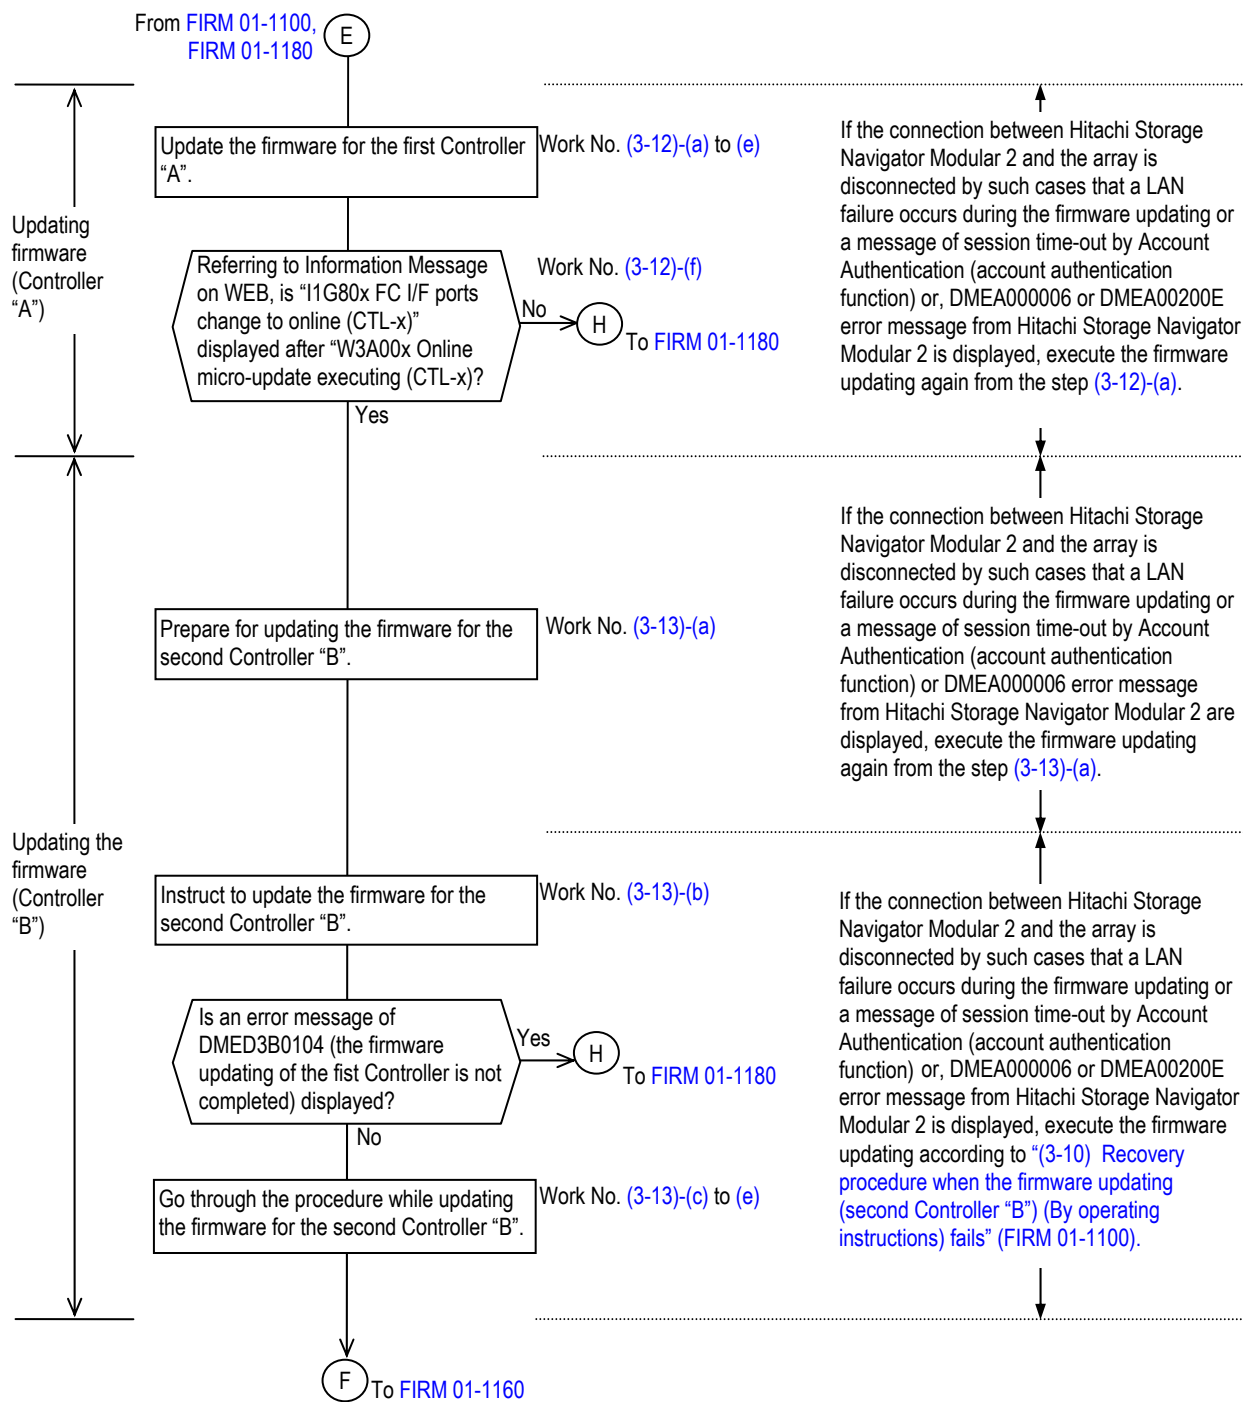 From FIRM 01-1100,
FIRM 01-1180
E
Updating
firmware
(Controller
“A”)
Update the firmware for the first Controller
“A”.
Work No. (3-12)-(a) to (e)
Referring to Information Message
on WEB, is “I1G80x FC I/F ports
change to online (CTL-x)”
displayed after “W3A00x Online
micro-update executing (CTL-x)?
Work No. (3-12)-(f)
No
H
To FIRM 01-1180
Yes
If the connection between Hitachi Storage
Navigator Modular 2 and the array is
disconnected by such cases that a LAN
failure occurs during the firmware updating or
a message of session time-out by Account
Authentication (account authentication
function) or, DMEA000006 or DMEA00200E
error message from Hitachi Storage Navigator
Modular 2 is displayed, execute the firmware
updating again from the step (3-12)-(a).
Updating the
firmware
(Controller
“B”)
Prepare for updating the firmware for the
second Controller “B”.
Work No. (3-13)-(a)
If the connection between Hitachi Storage
Navigator Modular 2 and the array is
disconnected by such cases that a LAN
failure occurs during the firmware updating or
a message of session time-out by Account
Authentication (account authentication
function) or DMEA000006 error message
from Hitachi Storage Navigator Modular 2 are
displayed, execute the firmware updating
again from the step (3-13)-(a).
Instruct to update the firmware for the
second Controller “B”.
Work No. (3-13)-(b)
Is an error message of
DMED3B0104 (the firmware
updating of the fist Controller is not
completed) displayed?
Yes
H
To FIRM 01-1180
No
Go through the procedure while updating
the firmware for the second Controller “B”.
Work No. (3-13)-(c) to (e)
If the connection between Hitachi Storage
Navigator Modular 2 and the array is
disconnected by such cases that a LAN
failure occurs during the firmware updating or
a message of session time-out by Account
Authentication (account authentication
function) or, DMEA000006 or DMEA00200E
error message from Hitachi Storage Navigator
Modular 2 is displayed, execute the firmware
updating according to “(3-10) Recovery
procedure when the firmware updating
(second Controller “B”) (By operating
instructions) fails” (FIRM 01-1100).
F
To FIRM 01-1160